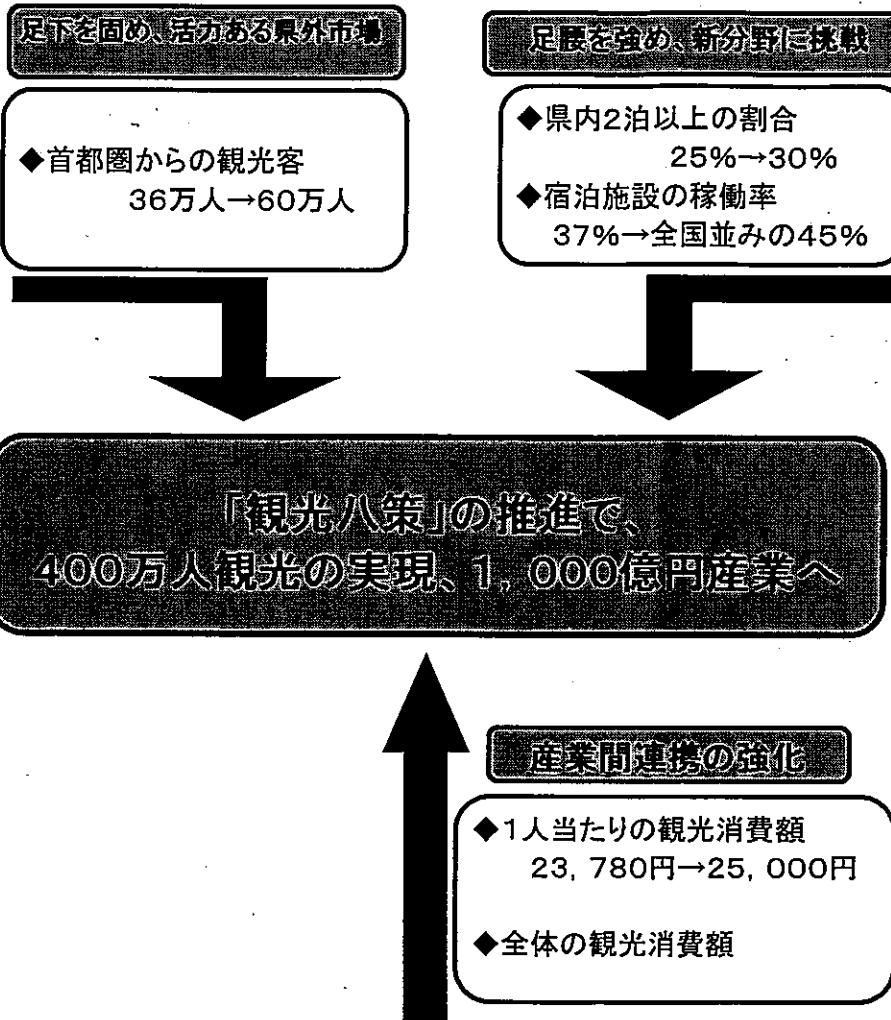 足下を固め、活力ある県外市場
◆首都圏からの観光客
36万人→60万人
足腰を強め、新分野に挑戦
◆県内2泊以上の割合
25%→30%
◆宿泊施設の稼働率
37%→全国並みの45%
「観光八策」の推進で、
400万人観光の実現、1,000億円産業へ
産業間連携の強化
◆1人当たりの観光消費額
23,780円→25,000円
◆全体の観光消費額